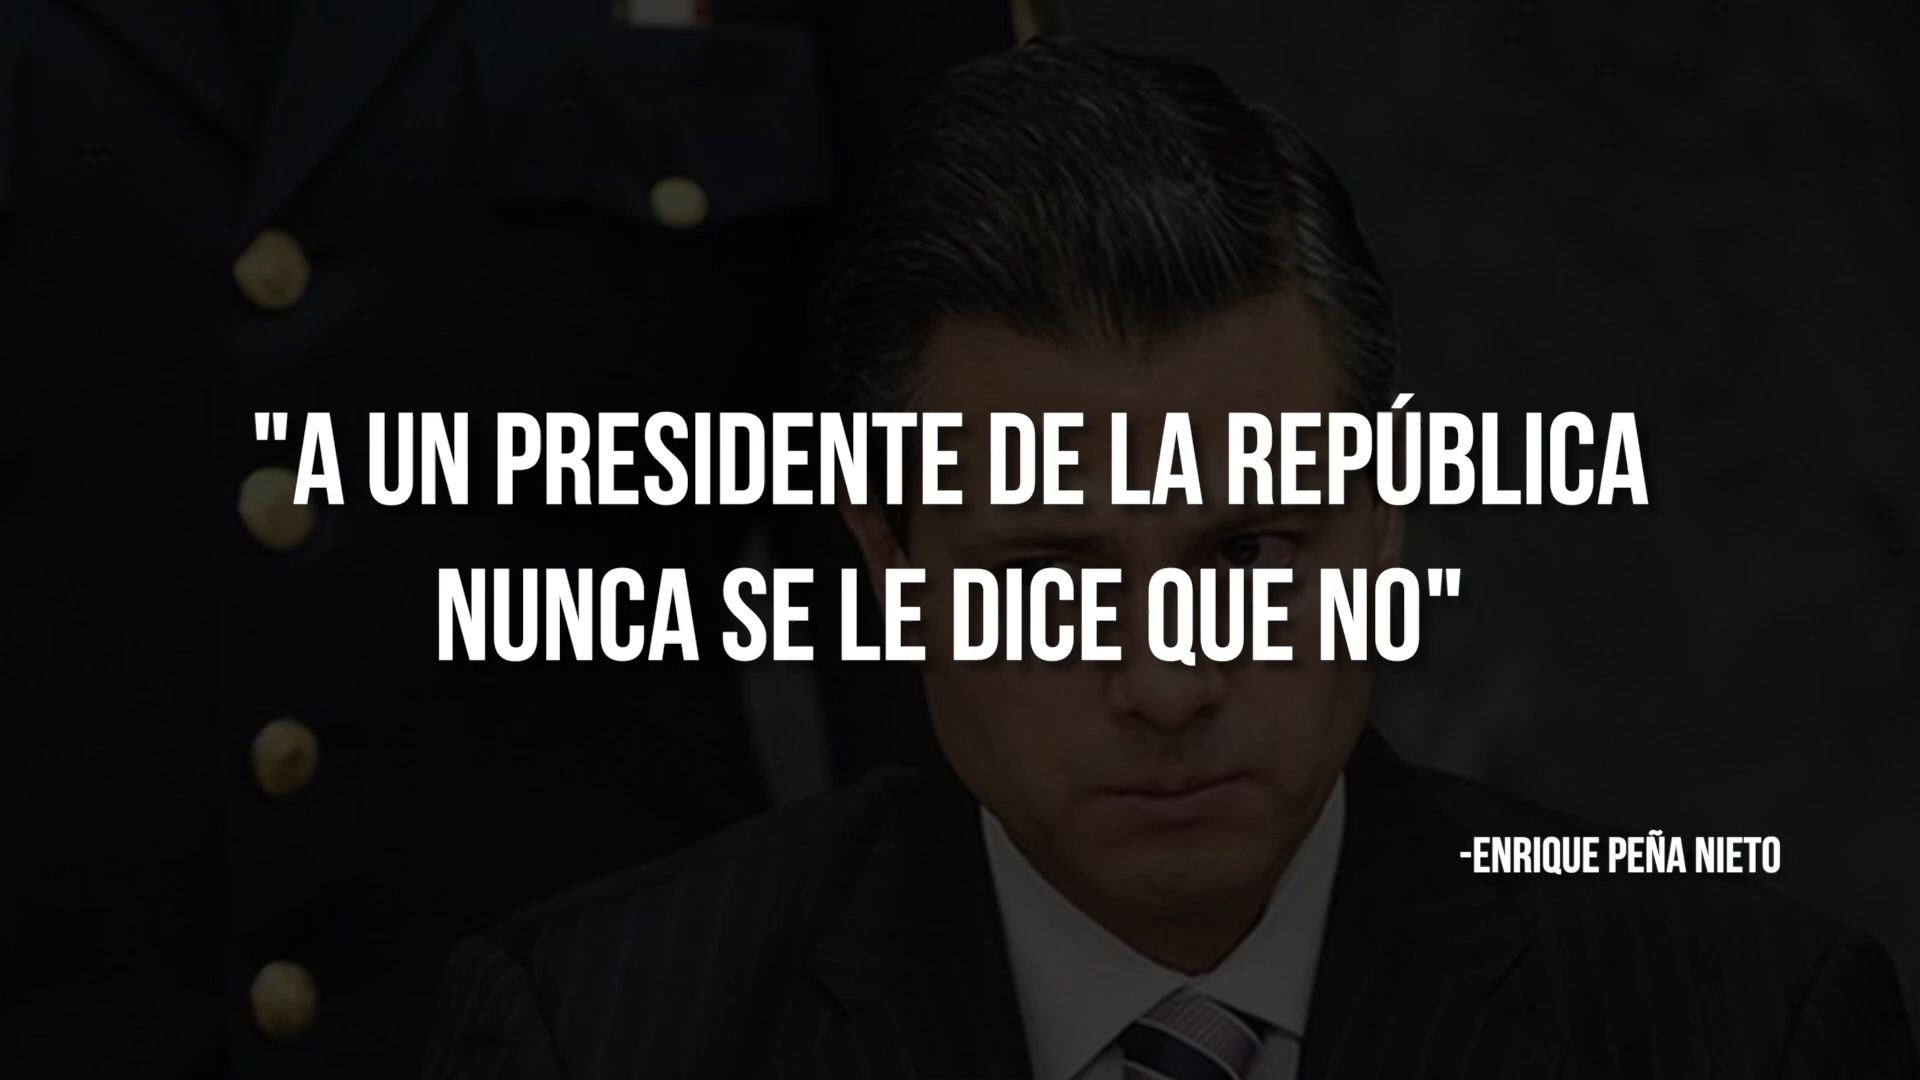 "A UN PRESIDENTE DE LA REPÚBLICA
NUNCA SE LE DICE QUE NO"
-ENRIQUE PEÑA NIETO